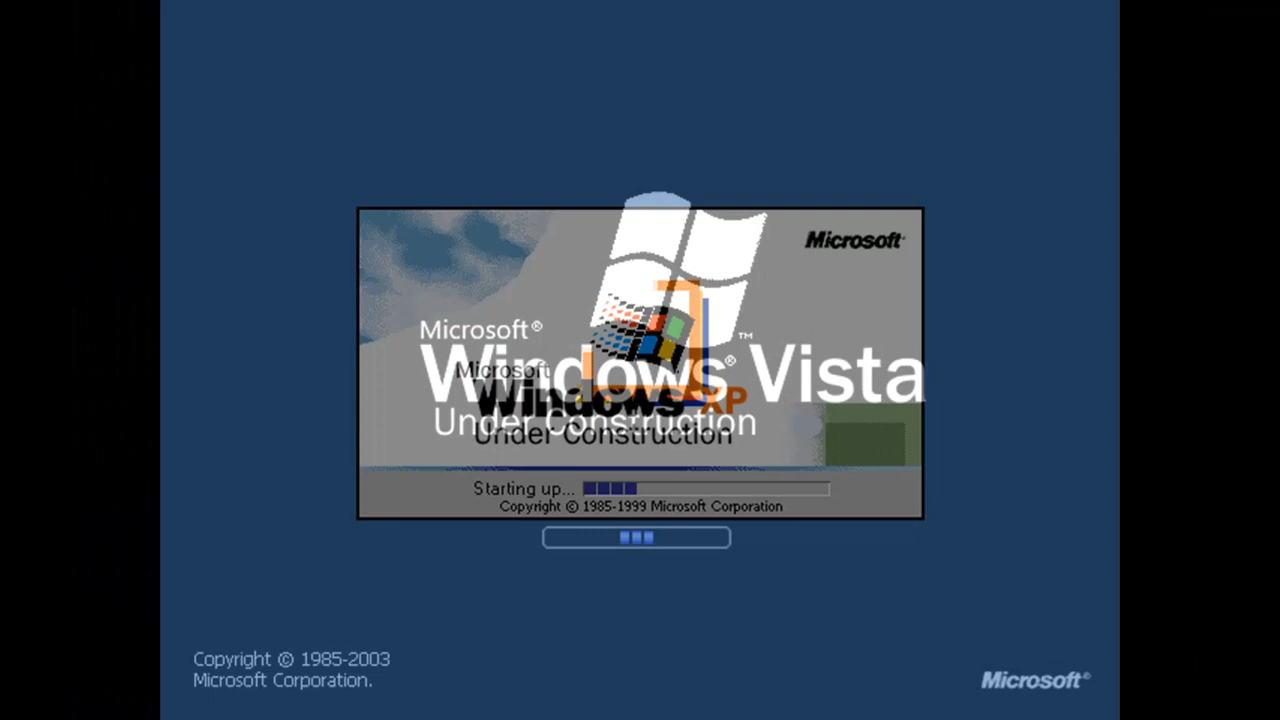 Microsoft
Microsoft®
Windows® Vista™
Microsoft
Windows XP
Under Construction
Under Construction
Starting up...
Copyright © 1985-1999 Microsoft Corporation
Copyright © 1985-2003
Microsoft Corporation.
Microsoft®